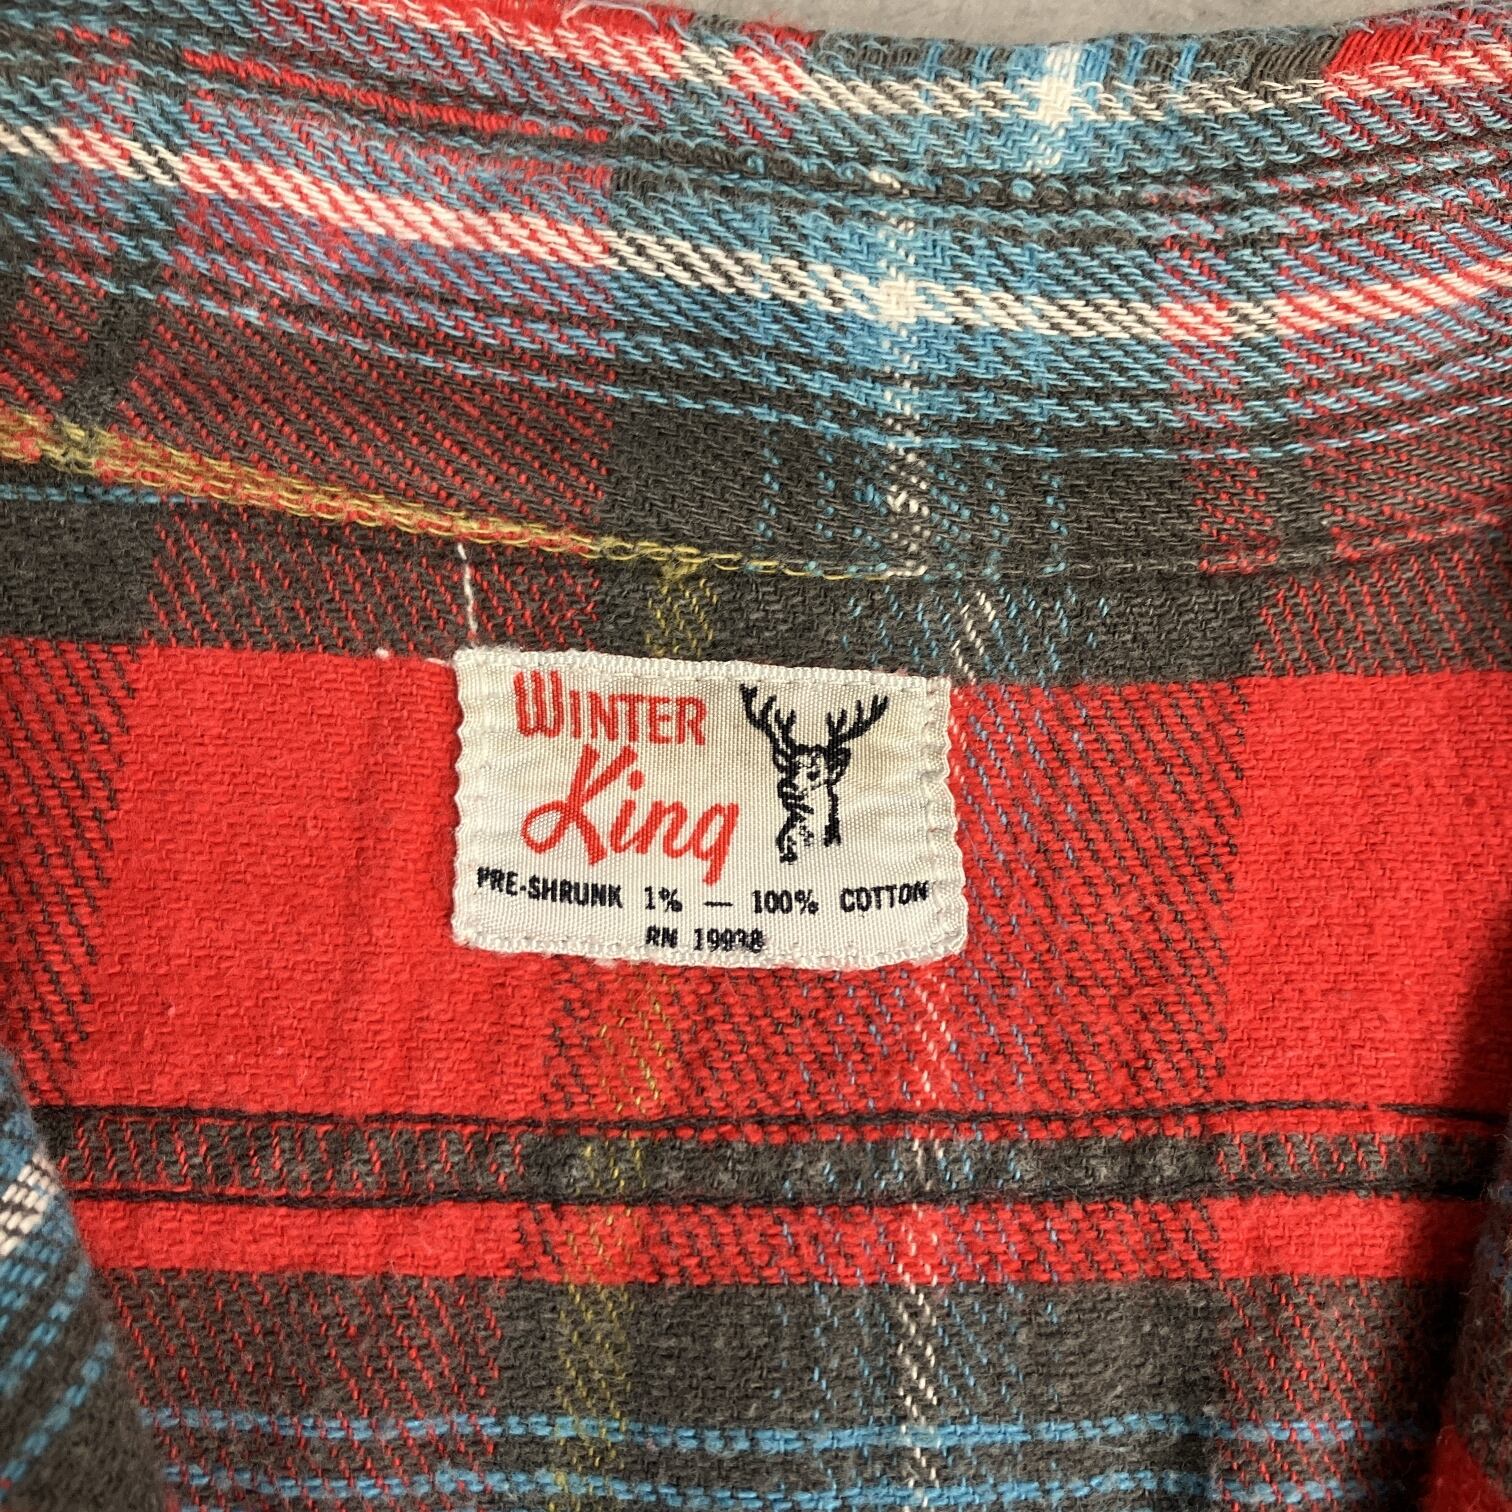 WINTER
King
PRE-SHRUNK 1% — 100% COTTON
RN 19938